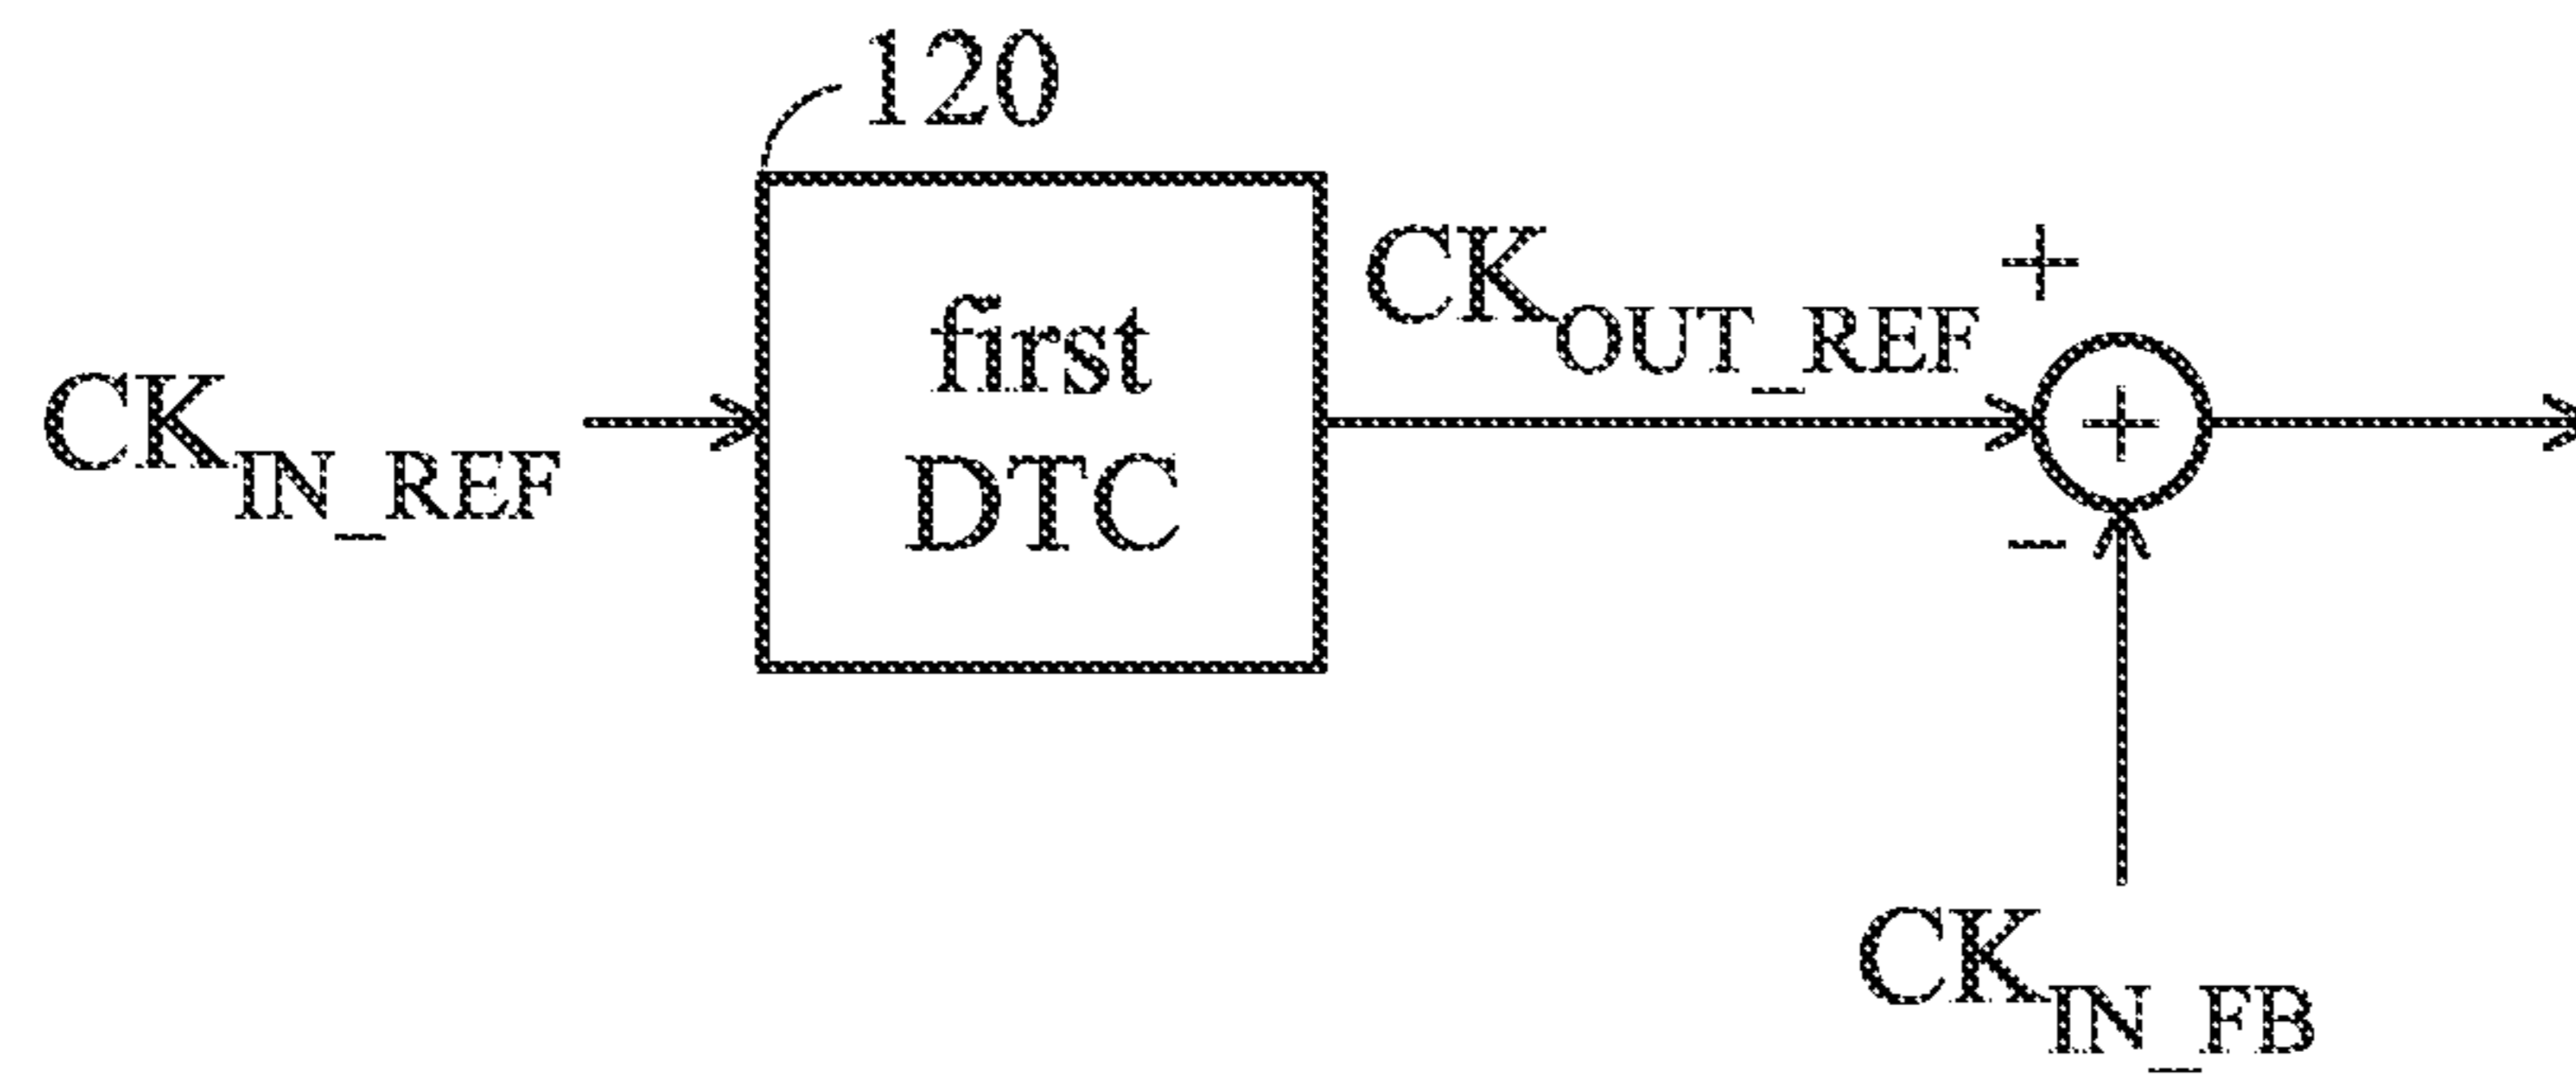 120
CK_IN_REF
first
DTC
CK_OUT_REF
+
+
-
CK_IN_FB